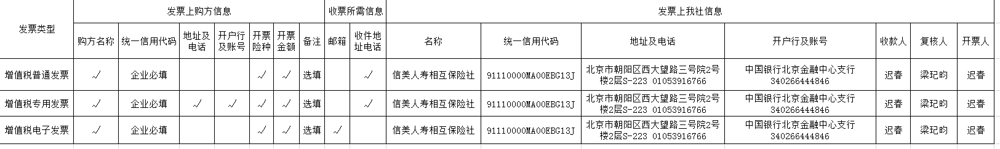 发票类型
发票上购方信息
收票所需信息
发票上我社信息
购方名称
统一信用代码
地址及
电话
开户行
及账号
开票
险种
开票
金额
备注
邮箱
收件地
址电话
名称
统一信用代码
地址及电话
开户行及账号
收款人
复核人
开票人
增值税普通发票
√
企业必填
√
√
选填
√
信美人寿相互保险社
91110000MA00EBG13J
北京市朝阳区西大望路三号院2号
楼2层S-223 01053916766
中国银行北京金融中心支行
340266444846
迟春
梁玘昀
迟春
增值税专用发票
√
企业必填
√
√
√
√
选填
√
信美人寿相互保险社
91110000MA00EBG13J
北京市朝阳区西大望路三号院2号
楼2层S-223 01053916766
中国银行北京金融中心支行
340266444846
迟春
梁玘昀
迟春
增值税电子发票
√
企业必填
√
√
选填
√
信美人寿相互保险社
91110000MA00EBG13J
北京市朝阳区西大望路三号院2号
楼2层S-223 01053916766
中国银行北京金融中心支行
340266444846
迟春
梁玘昀
迟春